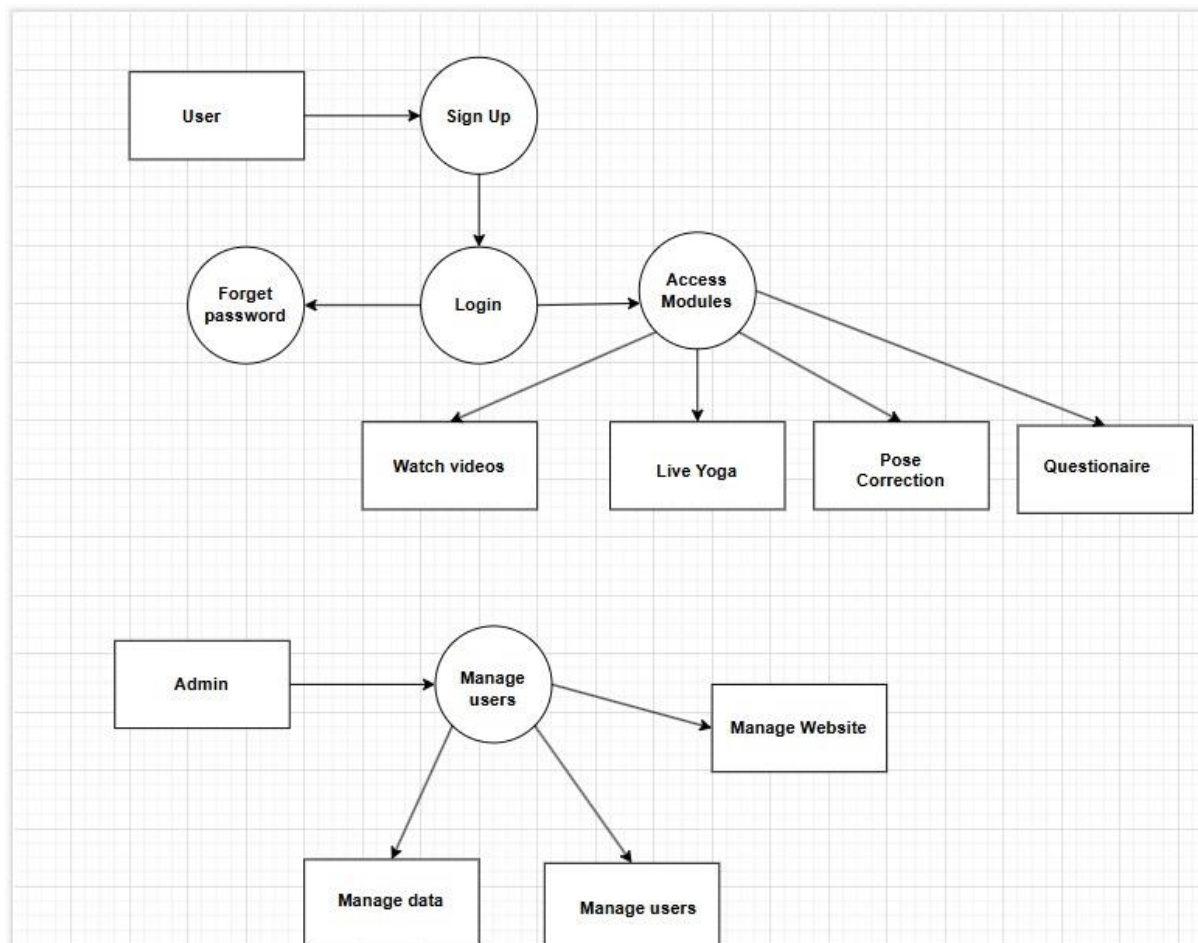 User
Sign Up
Forget
password
Login
Access
Modules
Watch videos
Live Yoga
Pose
Correction
Questionaire
Admin
Manage
users
Manage Website
Manage data
Manage users